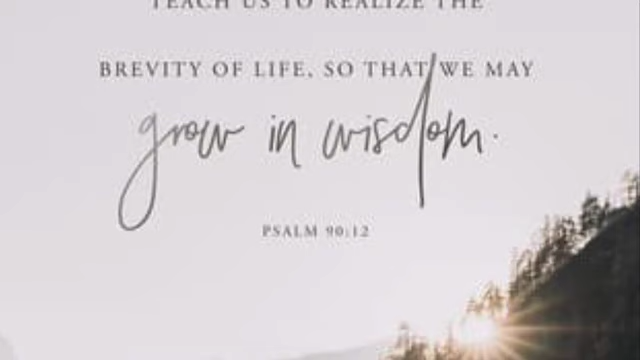 TEACH US TO REALIZE THE
BREVITY OF LIFE, SO THAT WE MAY
grow in wisdom.
PSALM 90:12